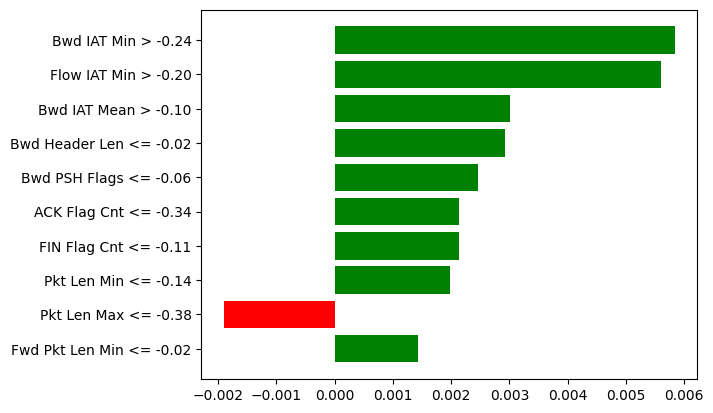 Bwd IAT Min > -0.24
Flow IAT Min > -0.20
Bwd IAT Mean > -0.10
Bwd Header Len <= -0.02
Bwd PSH Flags <= -0.06
ACK Flag Cnt <= -0.34
FIN Flag Cnt <= -0.11
Pkt Len Min <= -0.14
Pkt Len Max <= -0.38
Fwd Pkt Len Min <= -0.02
−0.002 −0.001 0.000 0.001 0.002 0.003 0.004 0.005 0.006